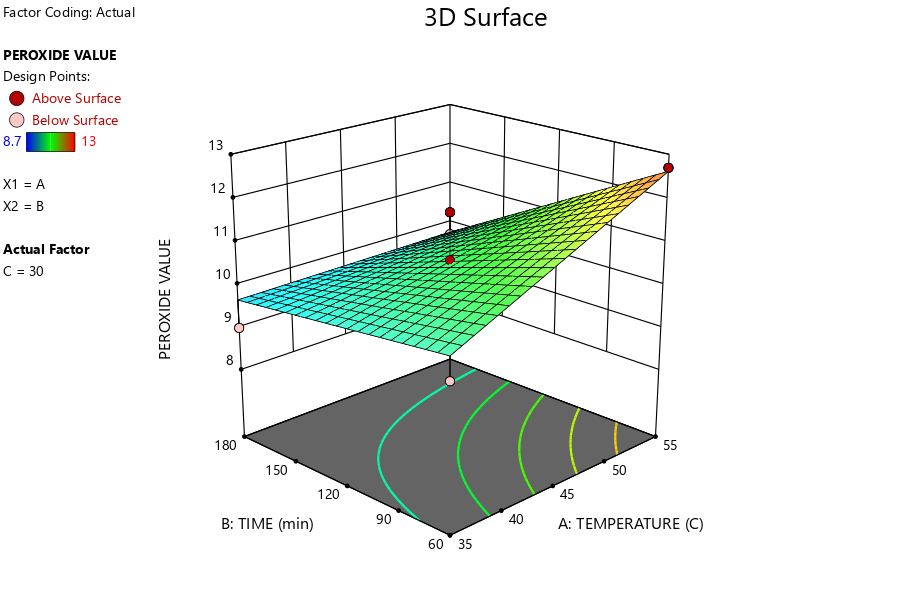 3D Surface
Factor Coding: Actual
PEROXIDE VALUE
Design Points:
Above Surface
Below Surface
8.7 13
X1 = A
X2 = B
Actual Factor
C = 30
13
12
11
10
9
8
PEROXIDE VALUE
180
150
120
90
60
B: TIME (min)
35
40
45
50
55
A: TEMPERATURE (C)